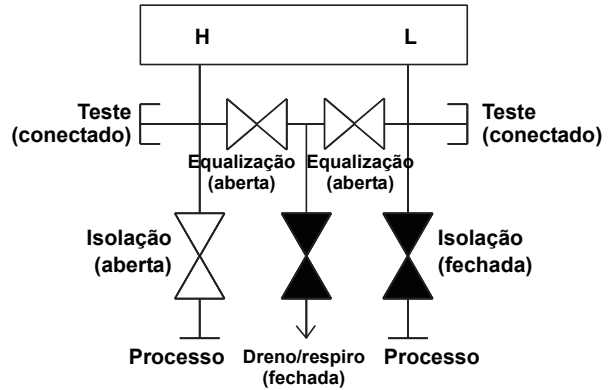 H
L
Teste
(conectado)
Teste
(conectado)
Equalização
(aberta)
Equalização
(aberta)
Isolação
(aberta)
Isolação
(fechada)
Processo
Dreno/respiro
(fechada)
Processo